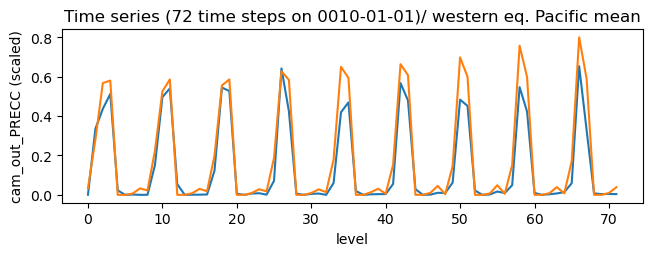 Time series (72 time steps on 0010-01-01)/ western eq. Pacific mean
cam_out_PRECC (scaled)
0.8
0.6
0.4
0.2
0.0
0 10 20 30 40 50 60 70
level